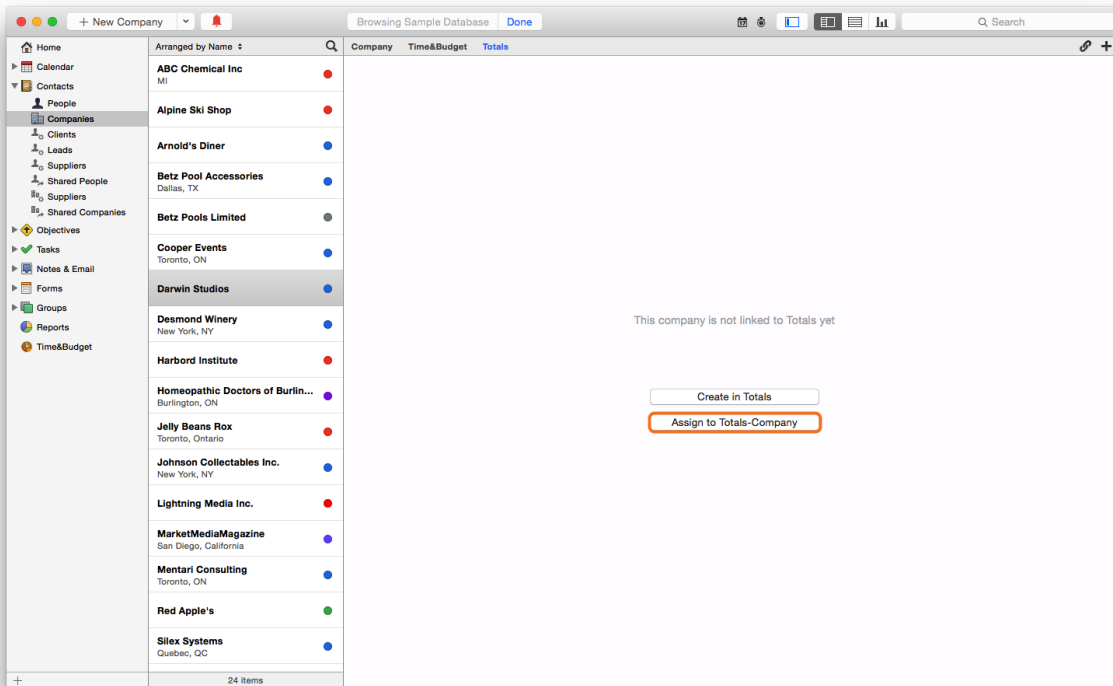 New Company
Browsing Sample Database
Done
Search
Home
Calendar
Contacts
People
Companies
Clients
Leads
Suppliers
Shared People
Suppliers
Shared Companies
Objectives
Tasks
Notes & Email
Forms
Groups
Reports
Time&Budget
Arranged by Name
ABC Chemical Inc
MI
Alpine Ski Shop
Arnold's Diner
Betz Pool Accessories
Dallas, TX
Betz Pools Limited
Cooper Events
Toronto, ON
Darwin Studios
Desmond Winery
New York, NY
Harbord Institute
Homeopathic Doctors of Burlin...
Burlington, ON
Jelly Beans Rox
Toronto, Ontario
Johnson Collectables Inc.
New York, NY
Lightning Media Inc.
MarketMediaMagazine
San Diego, California
Mentari Consulting
Toronto, ON
Red Apple's
Silex Systems
Quebec, QC
24 items
Company Time&Budget Totals
This company is not linked to Totals yet
Create in Totals
Assign to Totals-Company